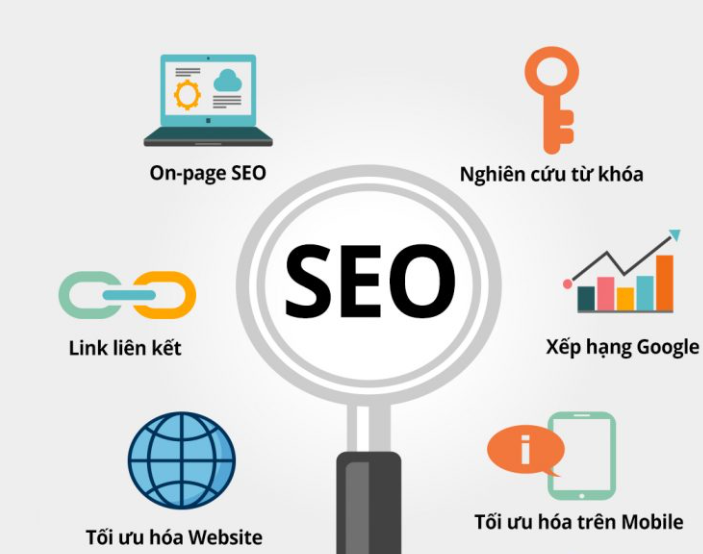 On-page SEO
Nghiên cứu từ khóa
SEO
Link liên kết
Xếp hạng Google
Tối ưu hóa Website
Tối ưu hóa trên Mobile
i